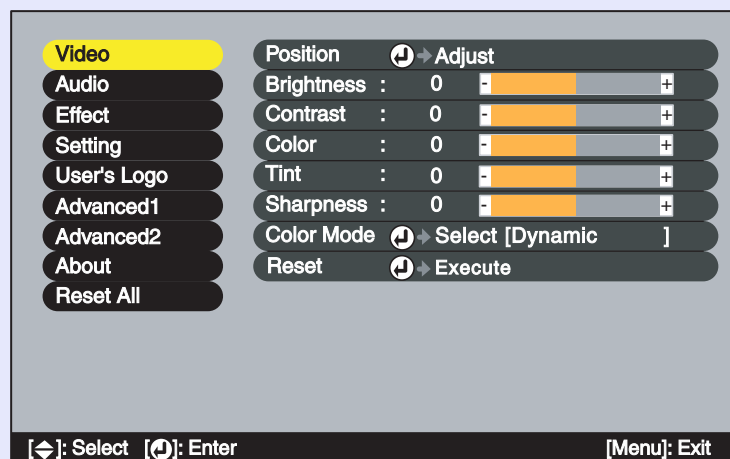 Video
Audio
Effect
Setting
User's Logo
Advanced1
Advanced2
About
Reset All
Position Adjust
Brightness : 0 - +
Contrast : 0 - +
Color : 0 - +
Tint : 0 - +
Sharpness : 0 - +
Color Mode Select [Dynamic ]
Reset Execute
[ ]: Select [ ]: Enter [Menu]: Exit